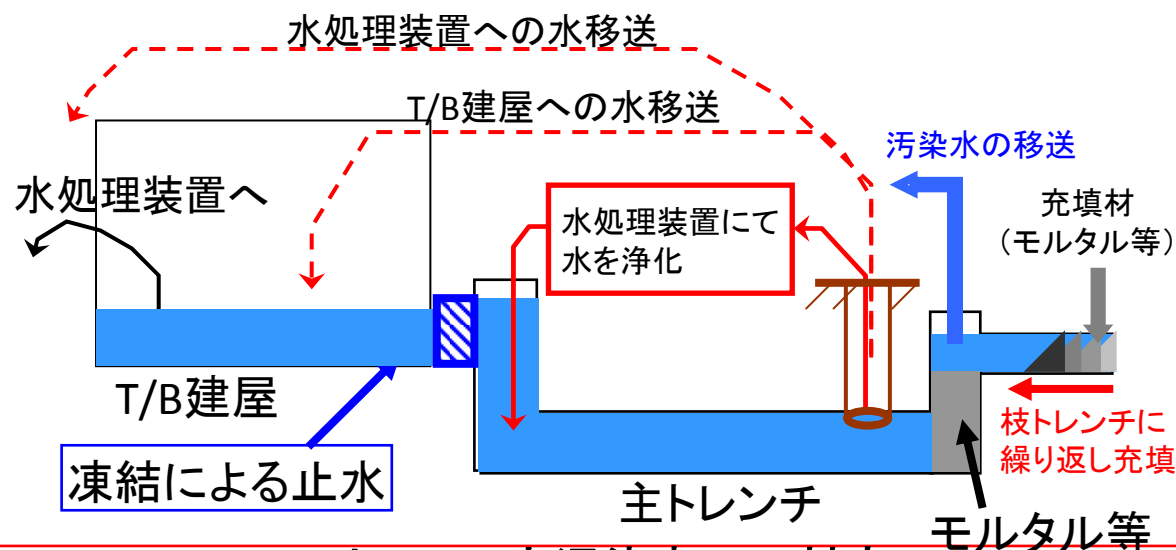 水処理装置への水移送
T/B建屋への水移送
汚染水の移送
水処理装置へ
水処理装置にて
水を浄化
充填材
（モルタル等）
T/B建屋
枝トレンチに
繰り返し充填
凍結による止水
主トレンチ
モルタル等